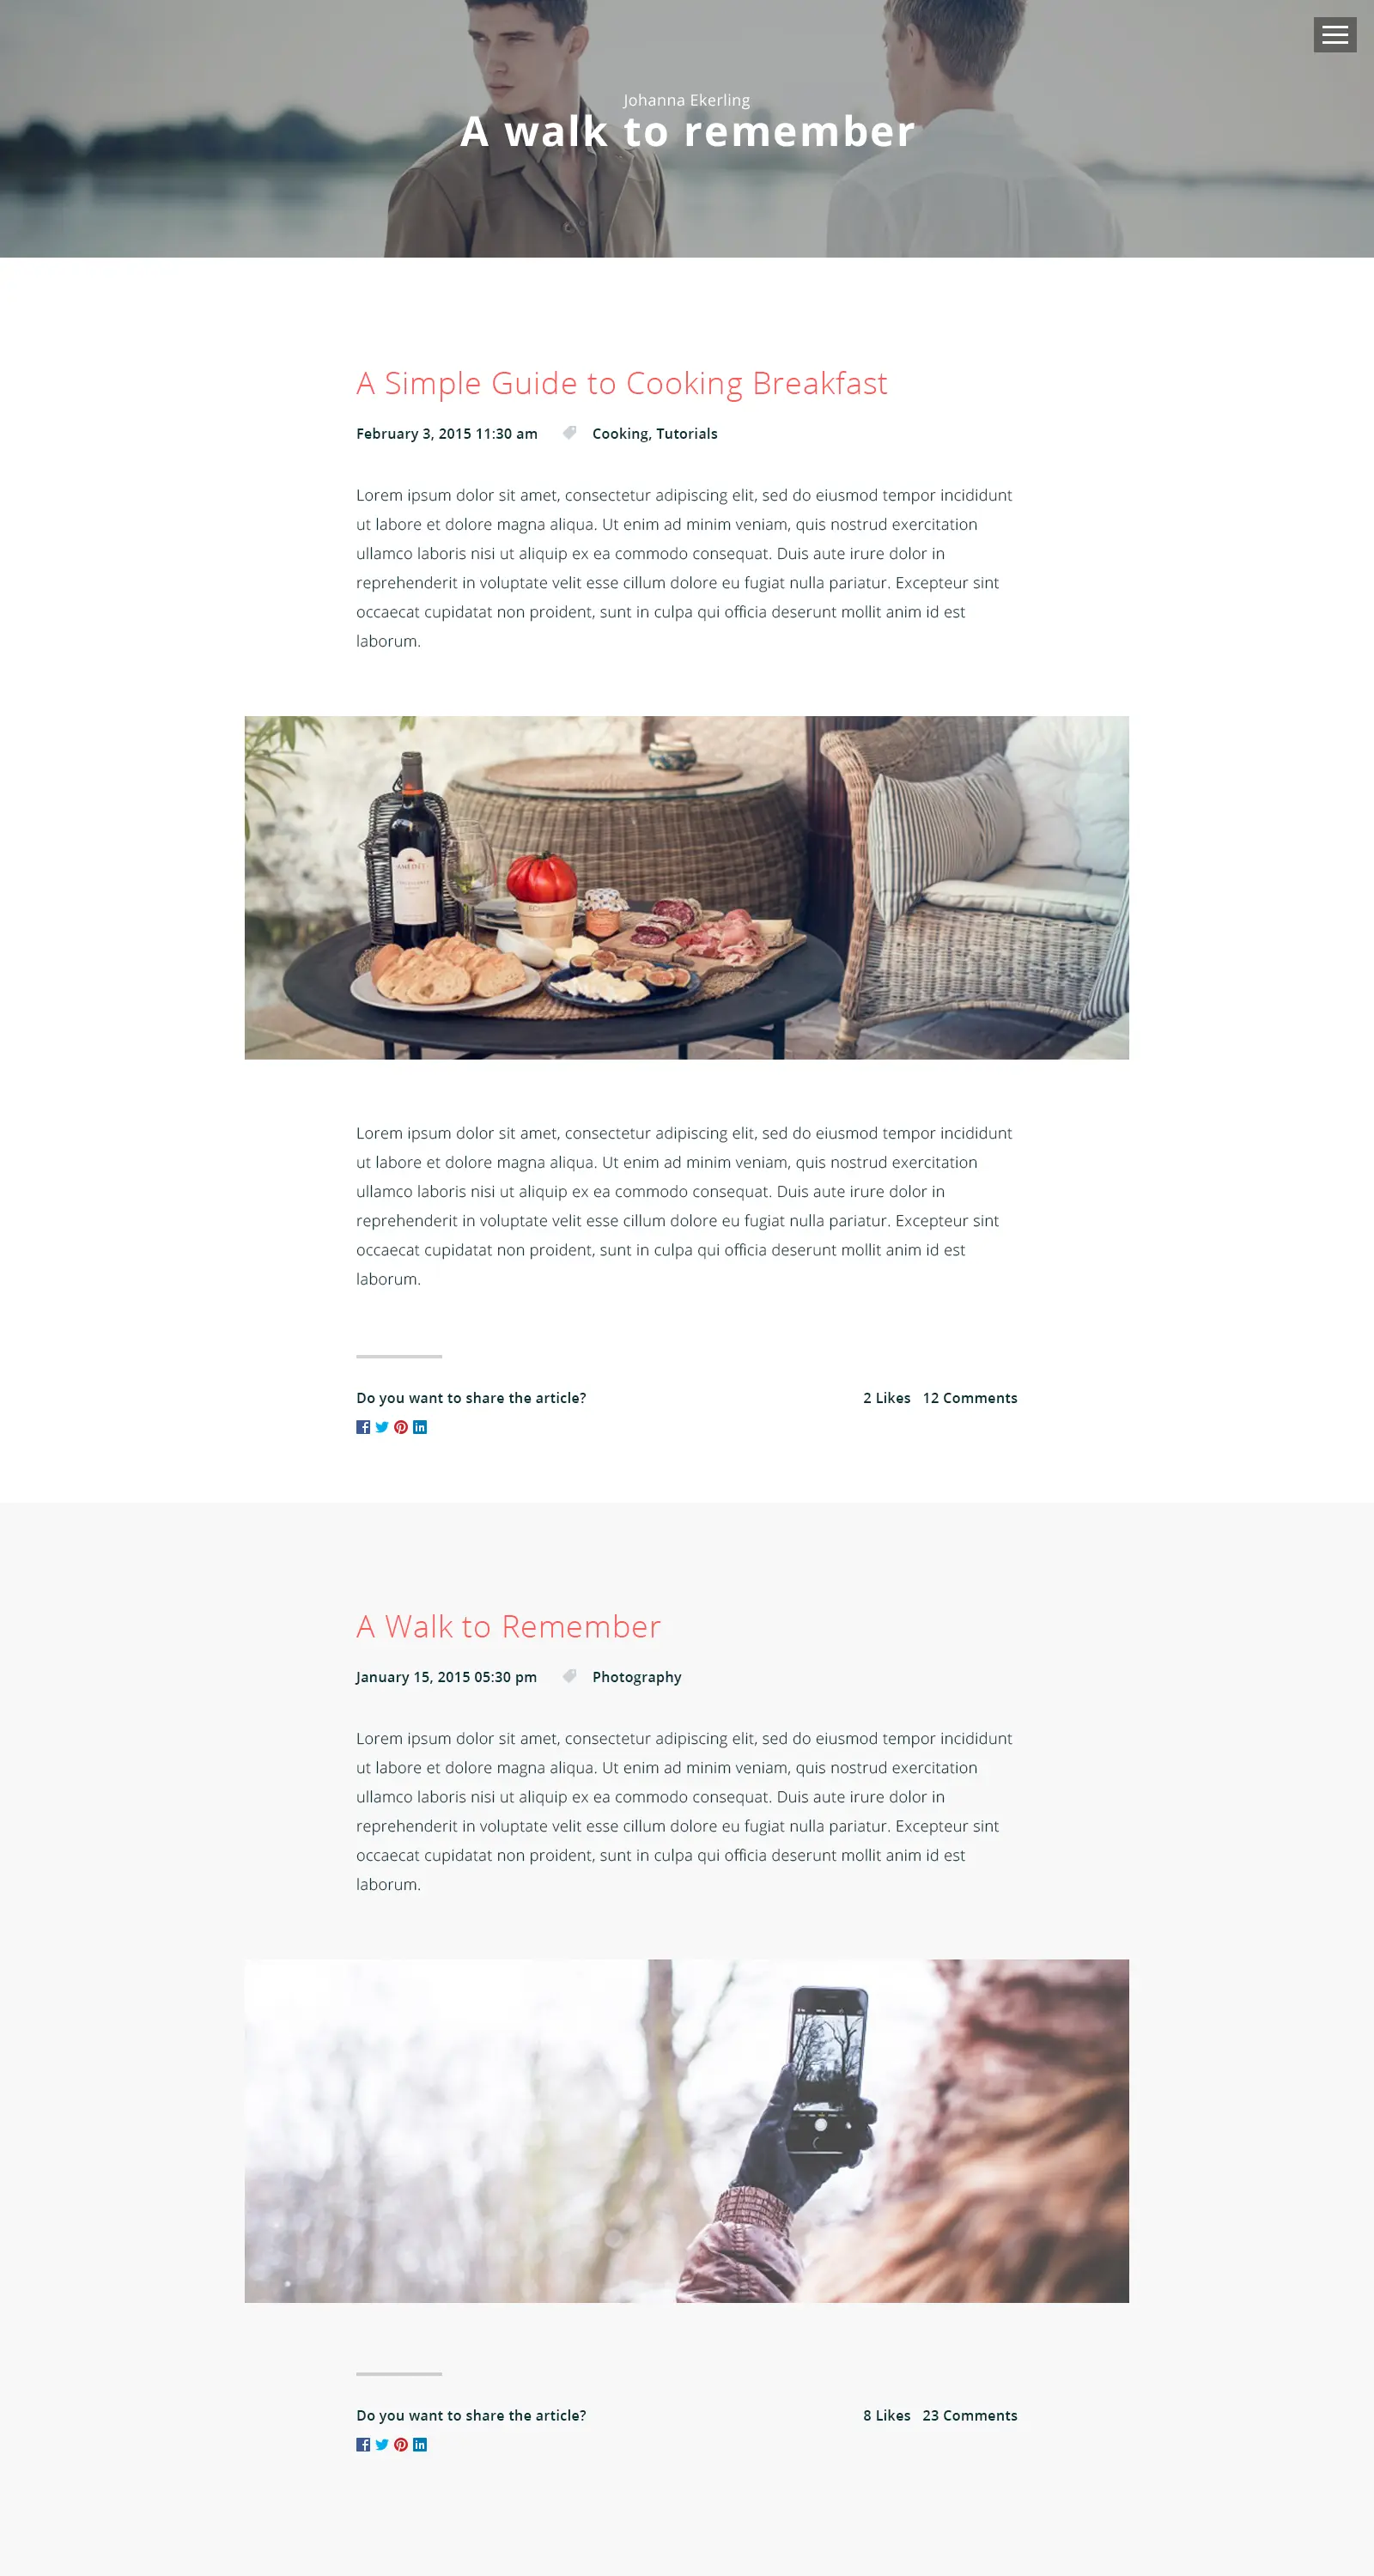 Johanna Ekerling
A walk to remember
A Simple Guide to Cooking Breakfast
February 3, 2015 11:30 am Cooking, Tutorials
Lorem ipsum dolor sit amet, consectetur adipiscing elit, sed do eiusmod tempor incididunt
ut labore et dolore magna aliqua. Ut enim ad minim veniam, quis nostrud exercitation
ullamco laboris nisi ut aliquip ex ea commodo consequat. Duis aute irure dolor in
reprehenderit in voluptate velit esse cillum dolore eu fugiat nulla pariatur. Excepteur sint
occaecat cupidatat non proident, sunt in culpa qui officia deserunt mollit anim id est
laborum.
Lorem ipsum dolor sit amet, consectetur adipiscing elit, sed do eiusmod tempor incididunt
ut labore et dolore magna aliqua. Ut enim ad minim veniam, quis nostrud exercitation
ullamco laboris nisi ut aliquip ex ea commodo consequat. Duis aute irure dolor in
reprehenderit in voluptate velit esse cillum dolore eu fugiat nulla pariatur. Excepteur sint
occaecat cupidatat non proident, sunt in culpa qui officia deserunt mollit anim id est
laborum.
Do you want to share the article? 2 Likes 12 Comments
A Walk to Remember
January 15, 2015 05:30 pm Photography
Lorem ipsum dolor sit amet, consectetur adipiscing elit, sed do eiusmod tempor incididunt
ut labore et dolore magna aliqua. Ut enim ad minim veniam, quis nostrud exercitation
ullamco laboris nisi ut aliquip ex ea commodo consequat. Duis aute irure dolor in
reprehenderit in voluptate velit esse cillum dolore eu fugiat nulla pariatur. Excepteur sint
occaecat cupidatat non proident, sunt in culpa qui officia deserunt mollit anim id est
laborum.
Do you want to share the article? 8 Likes 23 Comments